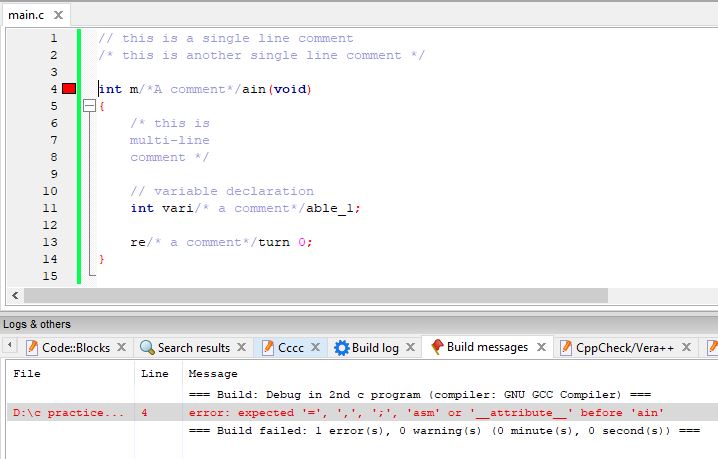 main.c X
1 // this is a single line comment
2 /* this is another single line comment */
3
4 int m/*A comment*/ain(void)
5 {
6 /* this is
7 multi-line
8 comment */
9
10 // variable declaration
11 int vari/* a comment*/able_1;
12
13 re/* a comment*/turn 0;
14 }
15
Logs & others
Code::Blocks X Search results X Cccc X Build log X Build messages X CppCheck/Vera++ X
File Line Message
=== Build: Debug in 2nd c program (compiler: GNU GCC Compiler) ===
D:\c practice... 4 error: expected '=', ',', ';', 'asm' or '__attribute__' before 'ain'
=== Build failed: 1 error(s), 0 warning(s) (0 minute(s), 0 second(s)) ===